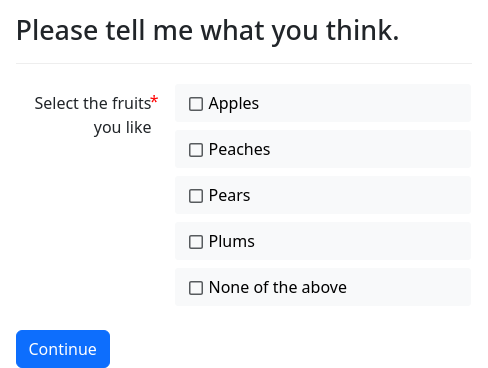 Please tell me what you think.
Select the fruits*
you like
Apples
Peaches
Pears
Plums
None of the above
Continue